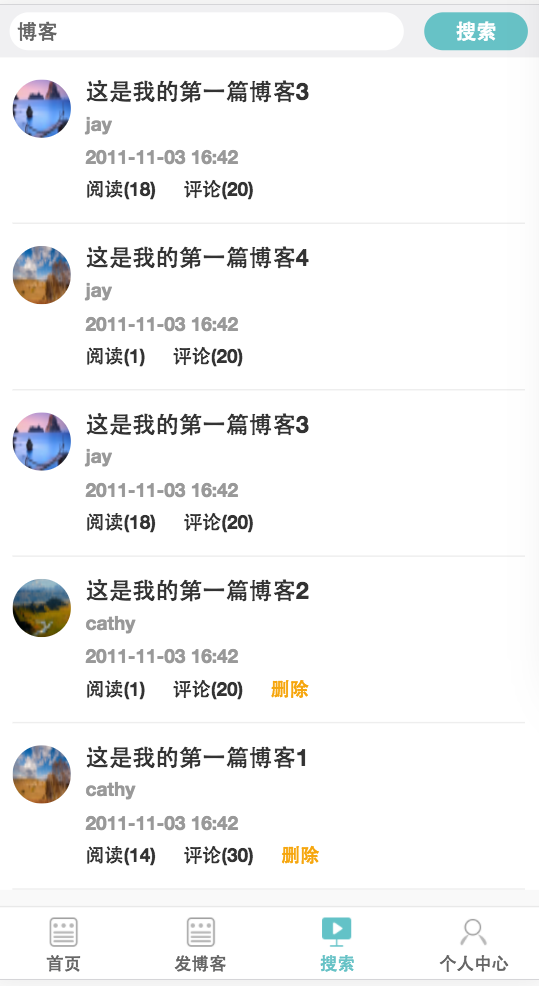 博客 搜索
这是我的第一篇博客3
jay
2011-11-03 16:42
阅读(18) 评论(20)
这是我的第一篇博客4
jay
2011-11-03 16:42
阅读(1) 评论(20)
这是我的第一篇博客3
jay
2011-11-03 16:42
阅读(18) 评论(20)
这是我的第一篇博客2
cathy
2011-11-03 16:42
阅读(1) 评论(20) 删除
这是我的第一篇博客1
cathy
2011-11-03 16:42
阅读(14) 评论(30) 删除
首页 发博客 搜索 个人中心